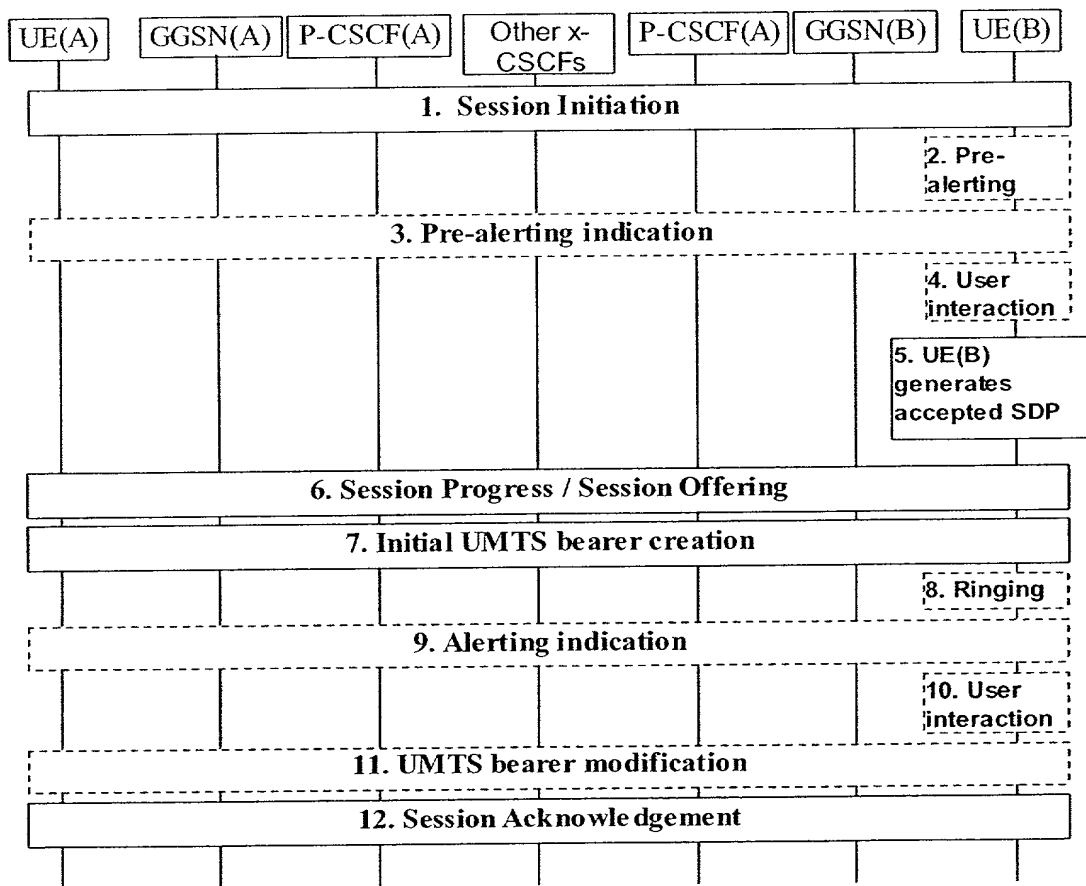 UE(A)
GGSN(A)
P-CSCF(A)
Other x-
CSCFs
P-CSCF(A)
GGSN(B)
UE(B)
1. Session Initiation
2. Pre-
alerting
3. Pre-alerting indication
4. User
interaction
5. UE(B)
generates
accepted SDP
6. Session Progress / Session Offering
7. Initial UMTS bearer creation
8. Ringing
9. Alerting indication
10. User
interaction
11. UMTS bearer modification
12. Session Acknowledgement